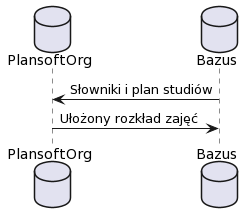 PlansoftOrg Bazus
Słowniki i plan studiów
Ułożony rozkład zajęć
PlansoftOrg Bazus